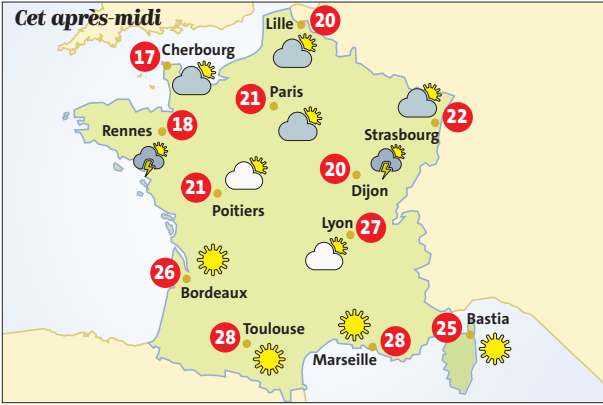 Cet après-midi
Lille 20
17 Cherbourg
21 Paris
Rennes 18
22
Strasbourg
20
Dijon
21
Poitiers
Lyon 27
26
Bordeaux
28 Toulouse
Marseille 28
25 Bastia